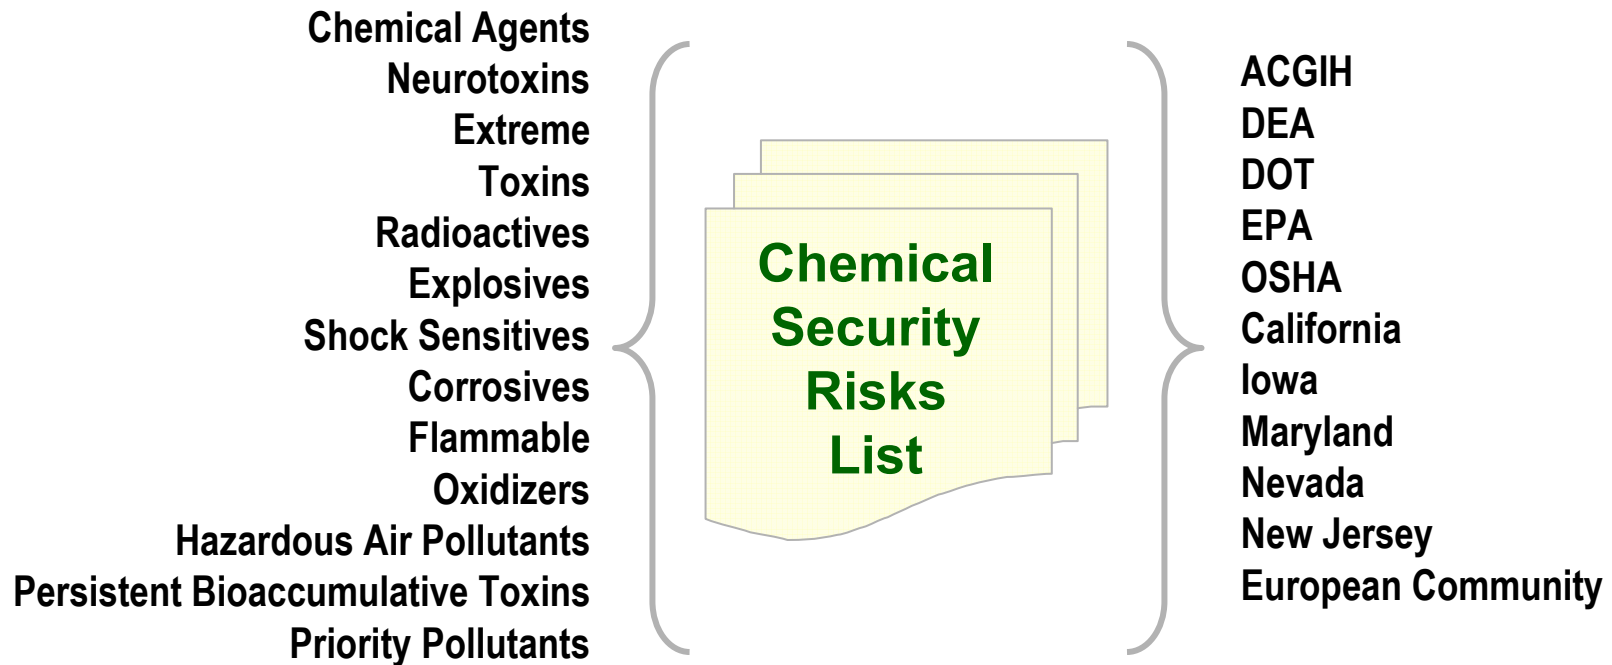 Chemical Agents
Neurotoxins
Extreme
Toxins
Radioactives
Explosives
Shock Sensitives
Corrosives
Flammable
Oxidizers
Hazardous Air Pollutants
Persistent Bioaccumulative Toxins
Priority Pollutants
Chemical
Security
Risks
List
ACGIH
DEA
DOT
EPA
OSHA
California
Iowa
Maryland
Nevada
New Jersey
European Community